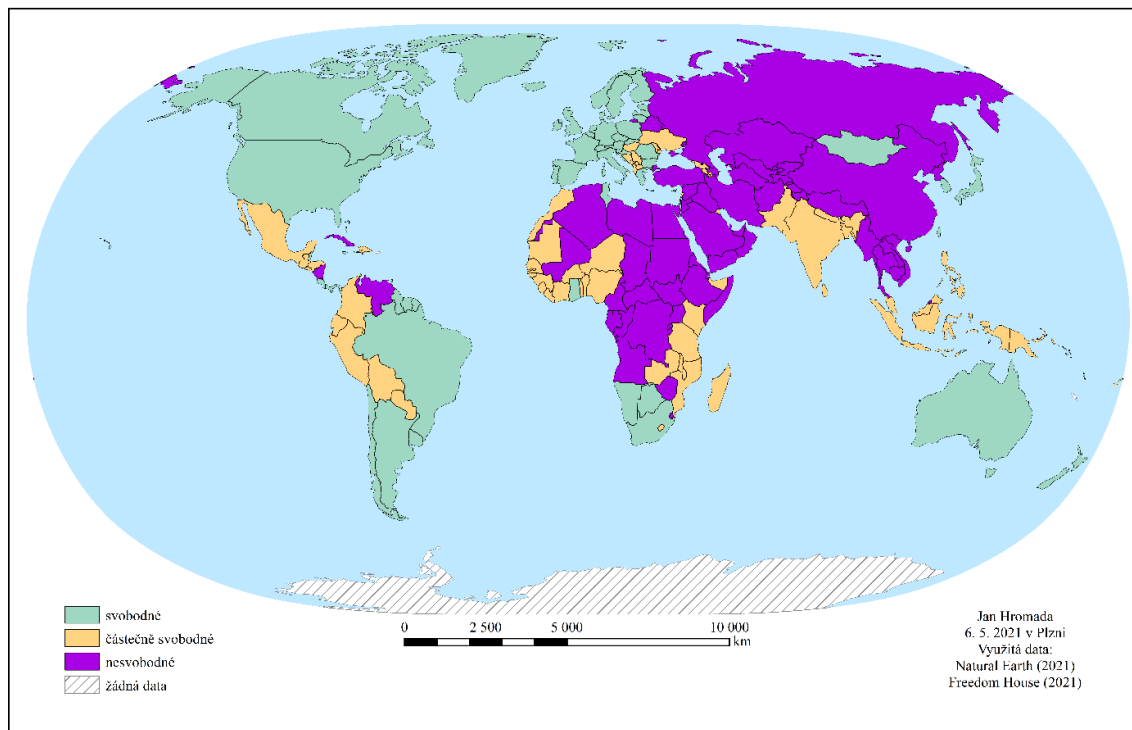 svobodné
částečně svobodné
nesvobodné
žádná data
0 2 500 5 000 10 000
km
Jan Hromada
6. 5. 2021 v Plzni
Využitá data:
Natural Earth (2021)
Freedom House (2021)